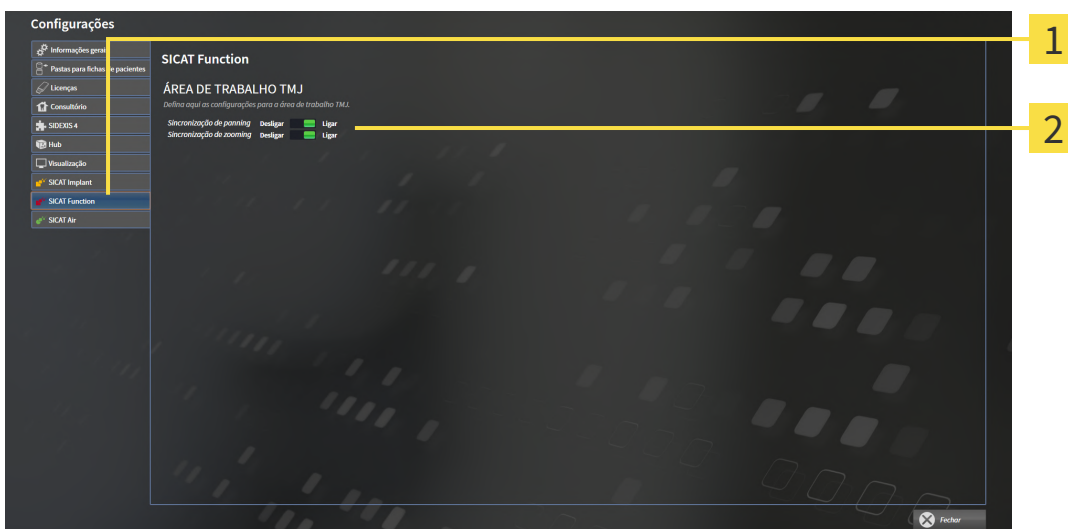 Configurações
Informações gerais
Pastas para fichas de pacientes
Licenças
Consultório
SIDEXIS 4
Hub
Visualização
SICAT Implant
SICAT Function
SICAT Air
SICAT Function
ÁREA DE TRABALHO TMJ
Defina aqui as configurações para a área de trabalho TMJ.
Sincronização de panning Desligar Ligar
Sincronização de zooming Desligar Ligar
Fechar
1
2